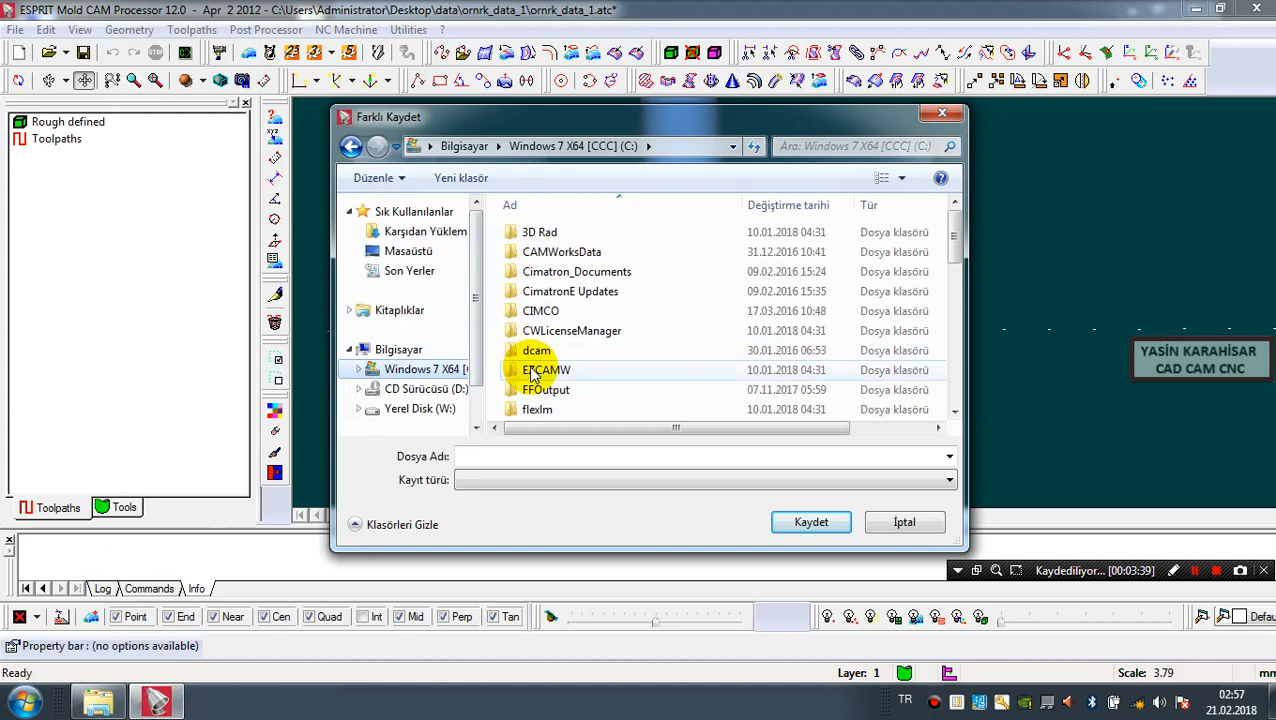 ESPRIT Mold CAM Processor 12.0 - Apr 2 2012 - C:\Users\Administrator\Desktop\data\ornrk_data_1\ornrk_data_1.atc*
File Edit View Geometry Toolpaths Post Processor NC Machine Utilities ?
Rough defined
Toolpaths
Farklı Kaydet
Bilgisayar Windows 7 X64 [CCC] (C:)
Ara: Windows 7 X64 [CCC] (C:)
Düzenle Yeni klasör
Ad Değiştirme tarihi Tür
Sık Kullanılanlar
Karşıdan Yüklem
Masaüstü
Son Yerler
Kitaplıklar
Bilgisayar
Windows 7 X64 [
CD Sürücüsü (D:)
Yerel Disk (W:)
3D Rad 10.01.2018 04:31 Dosya klasörü
CAMWorksData 31.12.2016 10:41 Dosya klasörü
Cimatron_Documents 09.02.2016 15:24 Dosya klasörü
CimatronE Updates 09.02.2016 15:35 Dosya klasörü
CIMCO 17.03.2016 10:48 Dosya klasörü
CWLicenseManager 10.01.2018 04:31 Dosya klasörü
dcam 30.01.2016 06:53 Dosya klasörü
10.01.2018 04:31 Dosya klasörü
FFOutput 07.11.2017 05:59 Dosya klasörü
flexlm 10.01.2018 04:31 Dosya klasörü
Dosya Adı:
Kayıt türü:
Klasörleri Gizle
Kaydet İptal
YASİN KARAHİSAR
CAD CAM CNC
Toolpaths Tools
Kaydediliyor... [00:03:39]
Log Commands Info
Point End Near Cen Quad Int Mid Perp Tan
Defau
Property bar : (no options available)
Ready
Layer: 1
Scale: 3.79
mm
TR
02:57
21.02.2018